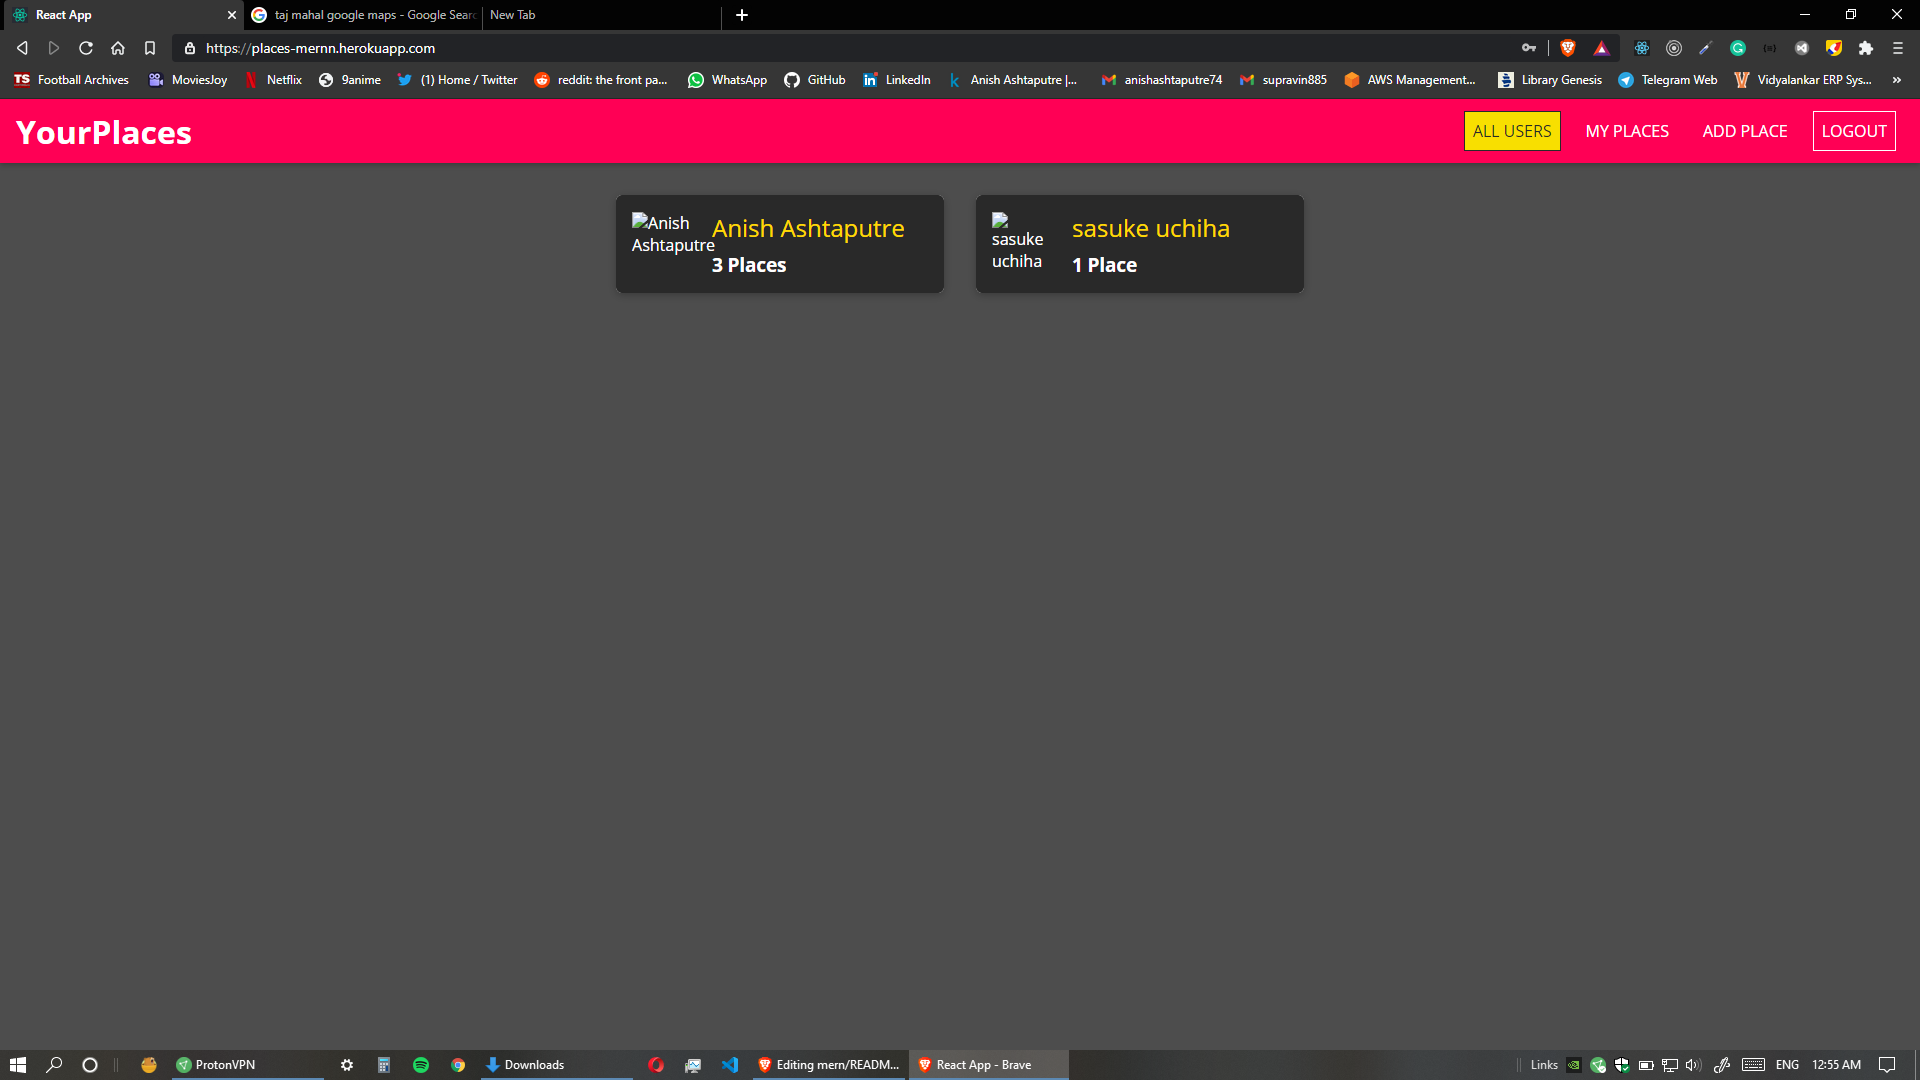 React App
taj mahal google maps - Google Sear
New Tab
https://places-mernn.herokuapp.com
TS Football Archives
MoviesJoy
Netflix
9anime
(1) Home / Twitter
reddit: the front pa...
WhatsApp
GitHub
LinkedIn
Anish Ashtaputre |...
anishashtaputre74
supravin885
AWS Management...
Library Genesis
Telegram Web
Vidyalankar ERP Sys...
YourPlaces
ALL USERS
MY PLACES
ADD PLACE
LOGOUT
Anish
Ashtaputre
Anish Ashtaputre
3 Places
sasuke
uchiha
sasuke uchiha
1 Place
ProtonVPN
Downloads
Editing mern/READM...
React App - Brave
Links
ENG
12:55 AM